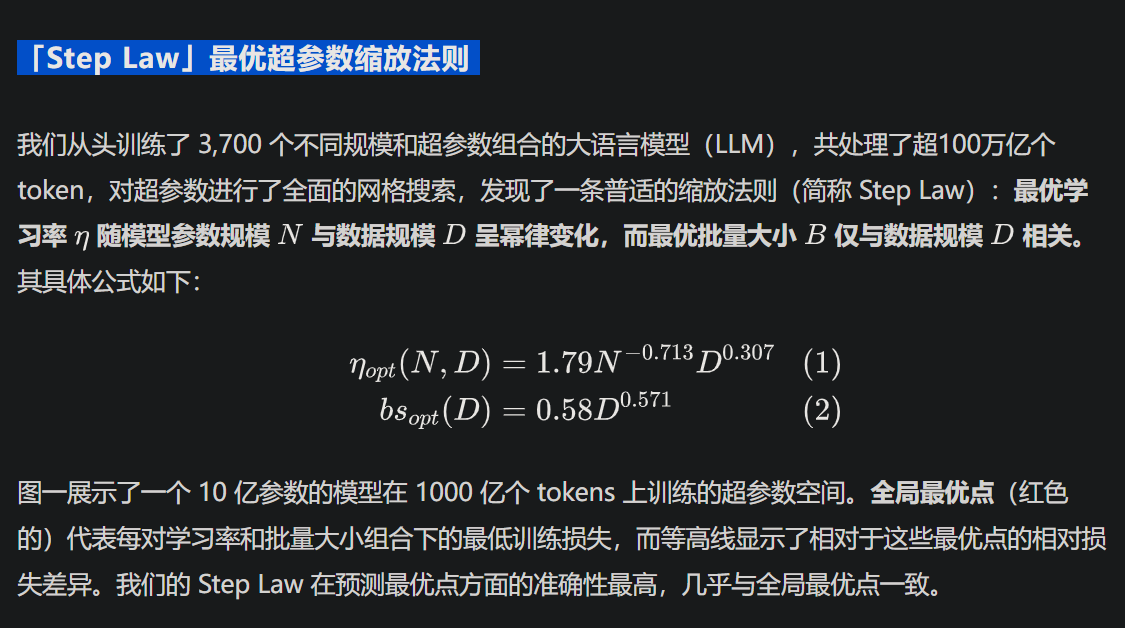 「Step Law」最优超参数缩放法则
我们从头训练了 3,700 个不同规模和超参数组合的大语言模型（LLM），共处理了超100万亿个
token，对超参数进行了全面的网格搜索，发现了一条普适的缩放法则（简称 Step Law）：最优学
习率 η 随模型参数规模 N 与数据规模 D 呈幂律变化，而最优批量大小 B 仅与数据规模 D 相关。
其具体公式如下：
η_{opt}(N, D) = 1.79N^{−0.713}D^{0.307} (1)
bs_{opt}(D) = 0.58D^{0.571} (2)
图一展示了一个 10 亿参数的模型在 1000 亿个 tokens 上训练的超参数空间。全局最优点（红色
的）代表每对学习率和批量大小组合下的最低训练损失，而等高线显示了相对于这些最优点的相对损
失差异。我们的 Step Law 在预测最优点方面的准确性最高，几乎与全局最优点一致。